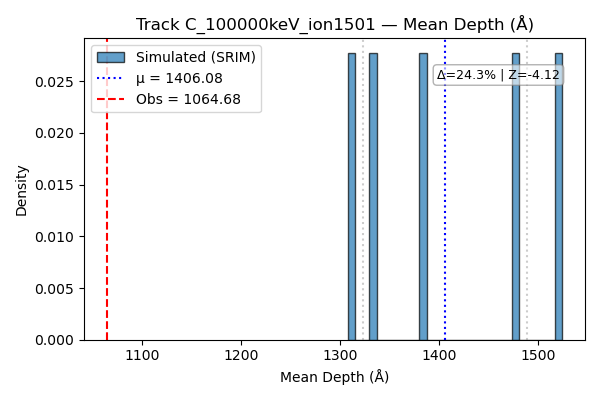 Track C_100000keV_ion1501 — Mean Depth (Å)
Simulated (SRIM)
μ = 1406.08
Obs = 1064.68
Δ=24.3% | Z=-4.12
Density
0.025
0.020
0.015
0.010
0.005
0.000
1100
1200
1300
1400
1500
Mean Depth (Å)